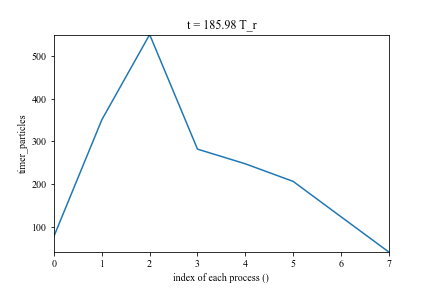 t = 185.98 T_r
500
400
300
200
100
timer_particles
0 1 2 3 4 5 6 7
index of each process ()